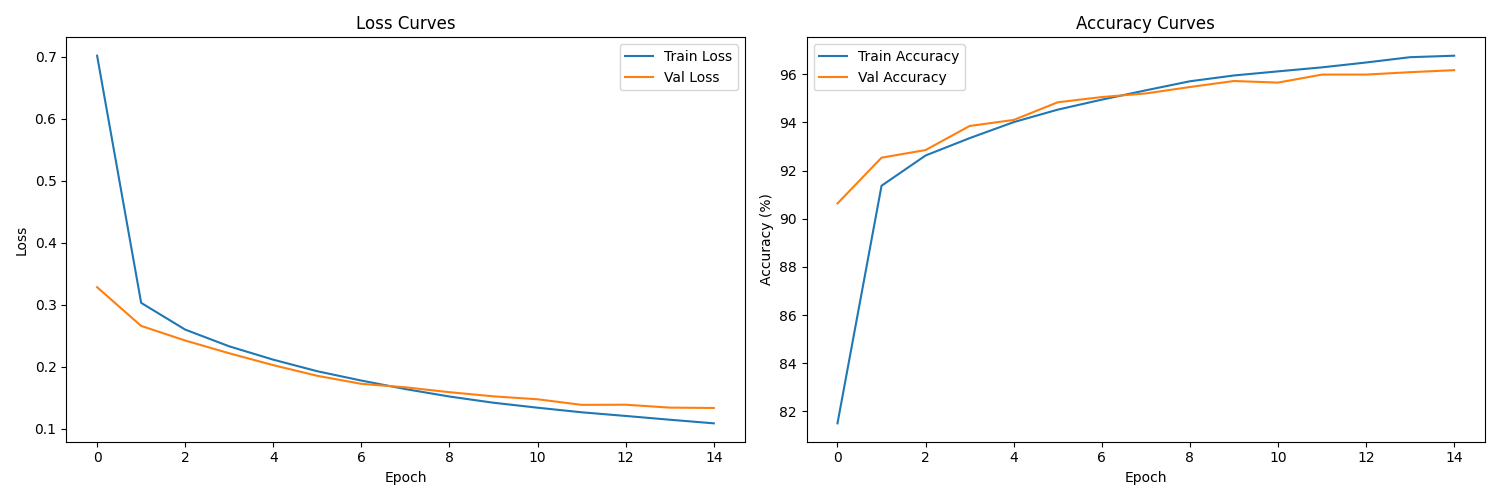 Loss Curves
Train Loss
Val Loss
0.7
0.6
0.5
0.4
0.3
0.2
0.1
Loss
0 2 4 6 8 10 12 14
Epoch
Accuracy Curves
Train Accuracy
Val Accuracy
96
94
92
90
88
86
84
82
Accuracy (%)
0 2 4 6 8 10 12 14
Epoch